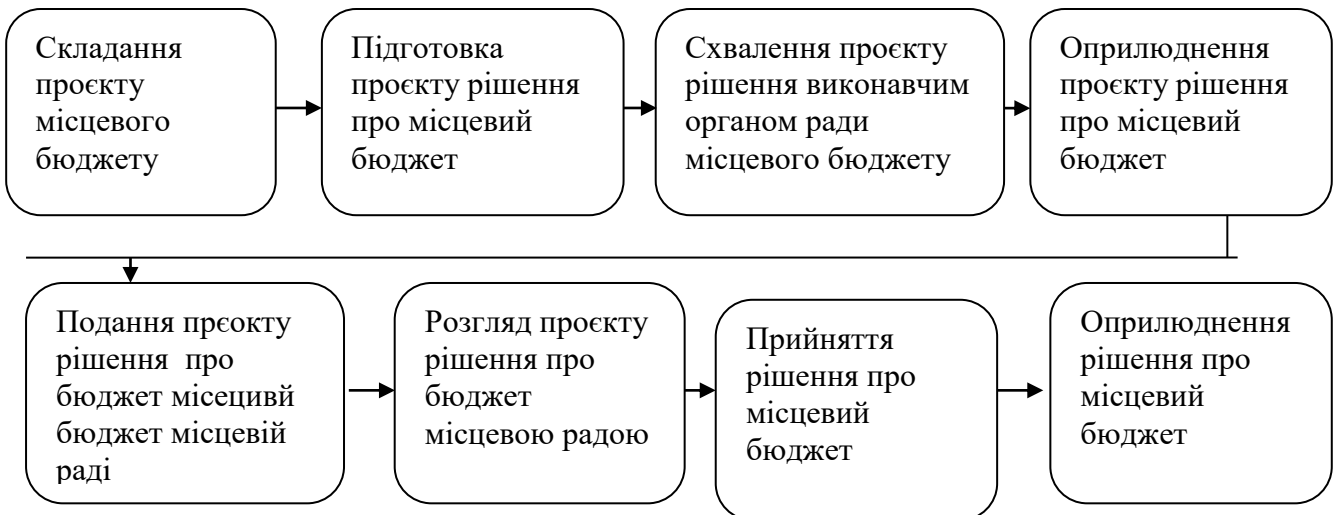 Складання
проєкту
місцевого
бюджету
Підготовка
проєкту рішення
про місцевий
бюджет
Схвалення проєкту
рішення виконавчим
органом ради
місцевого бюджету
Оприлюднення
проєкту рішення
про місцевий
бюджет
Подання прєокту
рішення про
бюджет місецивй
бюджет місцевій
раді
Розгляд проєкту
рішення про
бюджет
місцевою радою
Прийняття
рішення про
місцевий
бюджет
Оприлюднення
рішення про
місцевий
бюджет